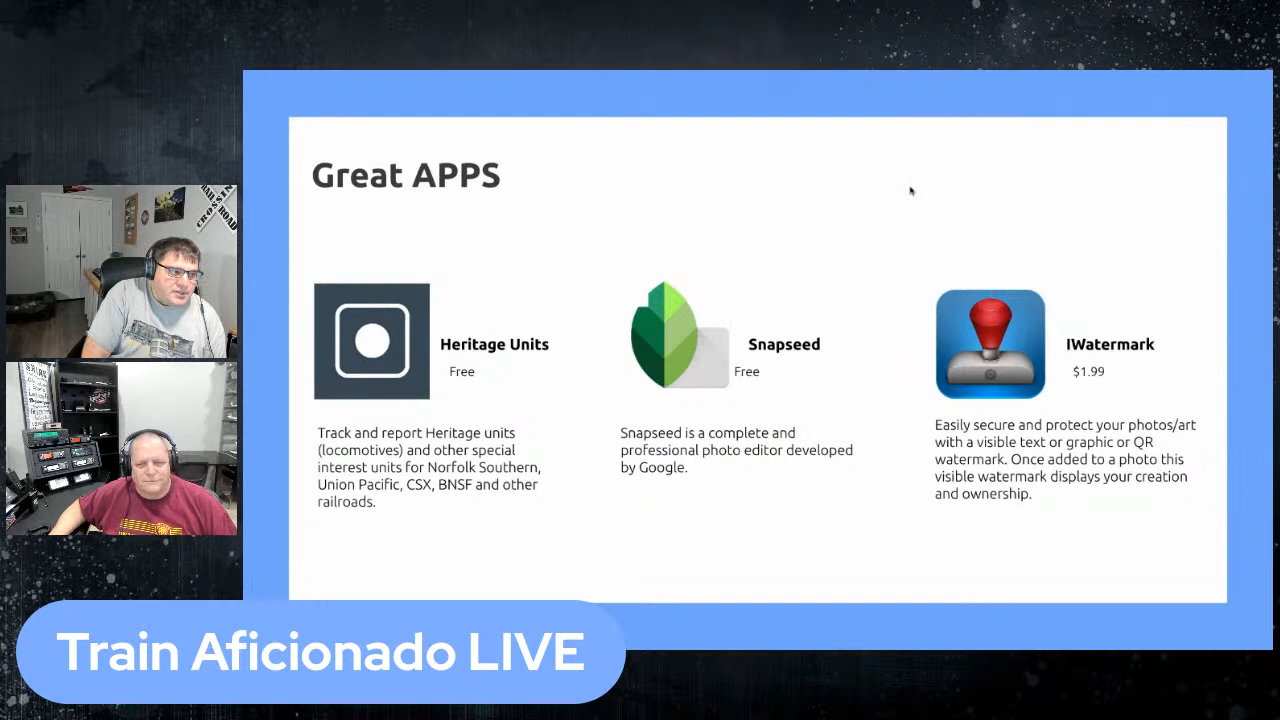 Great APPS
Heritage Units
Free
Track and report Heritage units
(locomotives) and other special
interest units for Norfolk Southern,
Union Pacific, CSX, BNSF and other
railroads.
Snapseed
Free
Snapseed is a complete and
professional photo editor developed
by Google.
IWatermark
$1.99
Easily secure and protect your photos/art
with a visible text or graphic or QR
watermark. Once added to a photo this
visible watermark displays your creation
and ownership.
RAIL
ROAD
CROSSIN
Train Aficionado LIVE